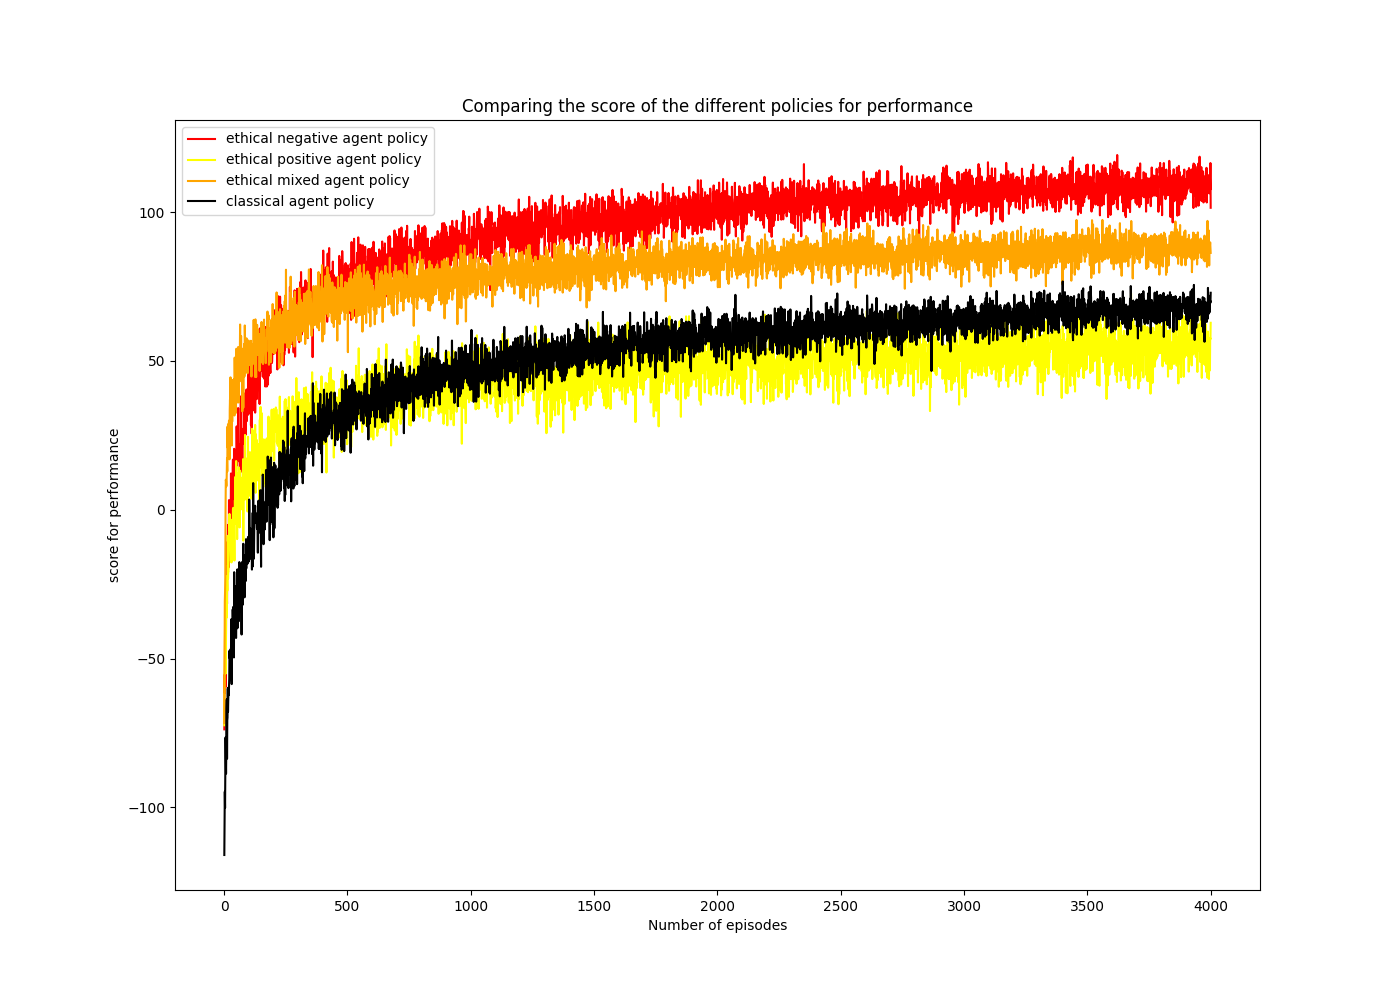 Comparing the score of the different policies for performance
ethical negative agent policy
ethical positive agent policy
ethical mixed agent policy
classical agent policy
100
50
0
−50
−100
score for performance
0 500 1000 1500 2000 2500 3000 3500 4000
Number of episodes